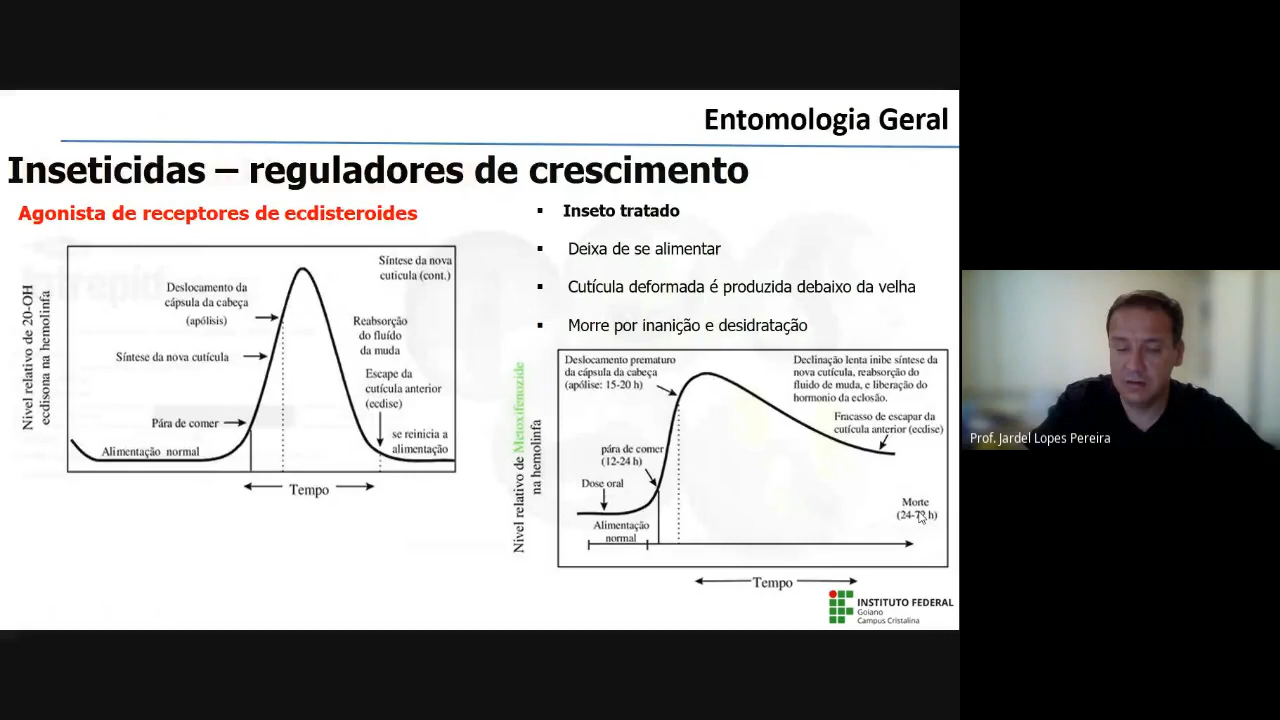 Entomologia Geral
Inseticidas – reguladores de crescimento
Agonista de receptores de ecdisteroides
Nivel relativo de 20-OH
ecdisona na hemolinfa
Síntese da nova
cuticula (cont.)
Deslocamento da
cápsula da cabeça
(apólisis)
Reabsorção
do fluído
da muda
Síntese da nova cutícula
Escape da
cutícula anterior
(ecdise)
Pára de comer
se reinicia a
alimentação
Alimentação normal
Tempo
▪ Inseto tratado
▪ Deixa de se alimentar
▪ Cutícula deformada é produzida debaixo da velha
▪ Morre por inanição e desidratação
Nivel relativo de Metoxifenozide
na hemolinfa
Deslocamento prematuro
da cápsula da cabeça
(apólise: 15-20 h)
Declinação lenta inibe síntese da
nova cutícula, reabsorção do
fluido de muda, e liberação do
hormonio da eclosão.
Fracasso de escapar da
cutícula anterior (ecdise)
pára de comer
(12-24 h)
Dose oral
Alimentação
normal
Morte
Tempo
INSTITUTO FEDERAL
Goiano
Campus Cristalina
Prof. Jardel Lopes Pereira